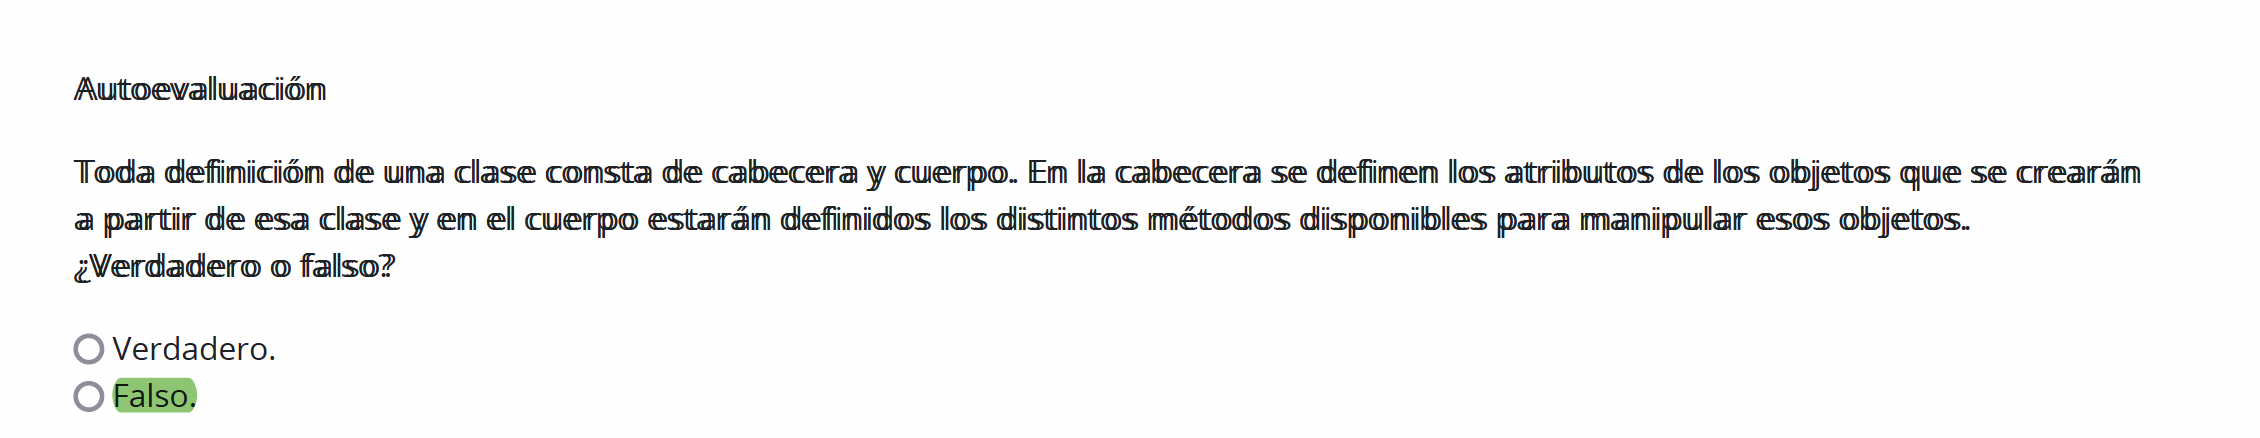 Autoevaluación
Toda definición de una clase consta de cabecera y cuerpo. En la cabecera se definen los atributos de los objetos que se crearán
a partir de esa clase y en el cuerpo estarán definidos los distintos métodos disponibles para manipular esos objetos.
¿Verdadero o falso?
Verdadero.
Falso.